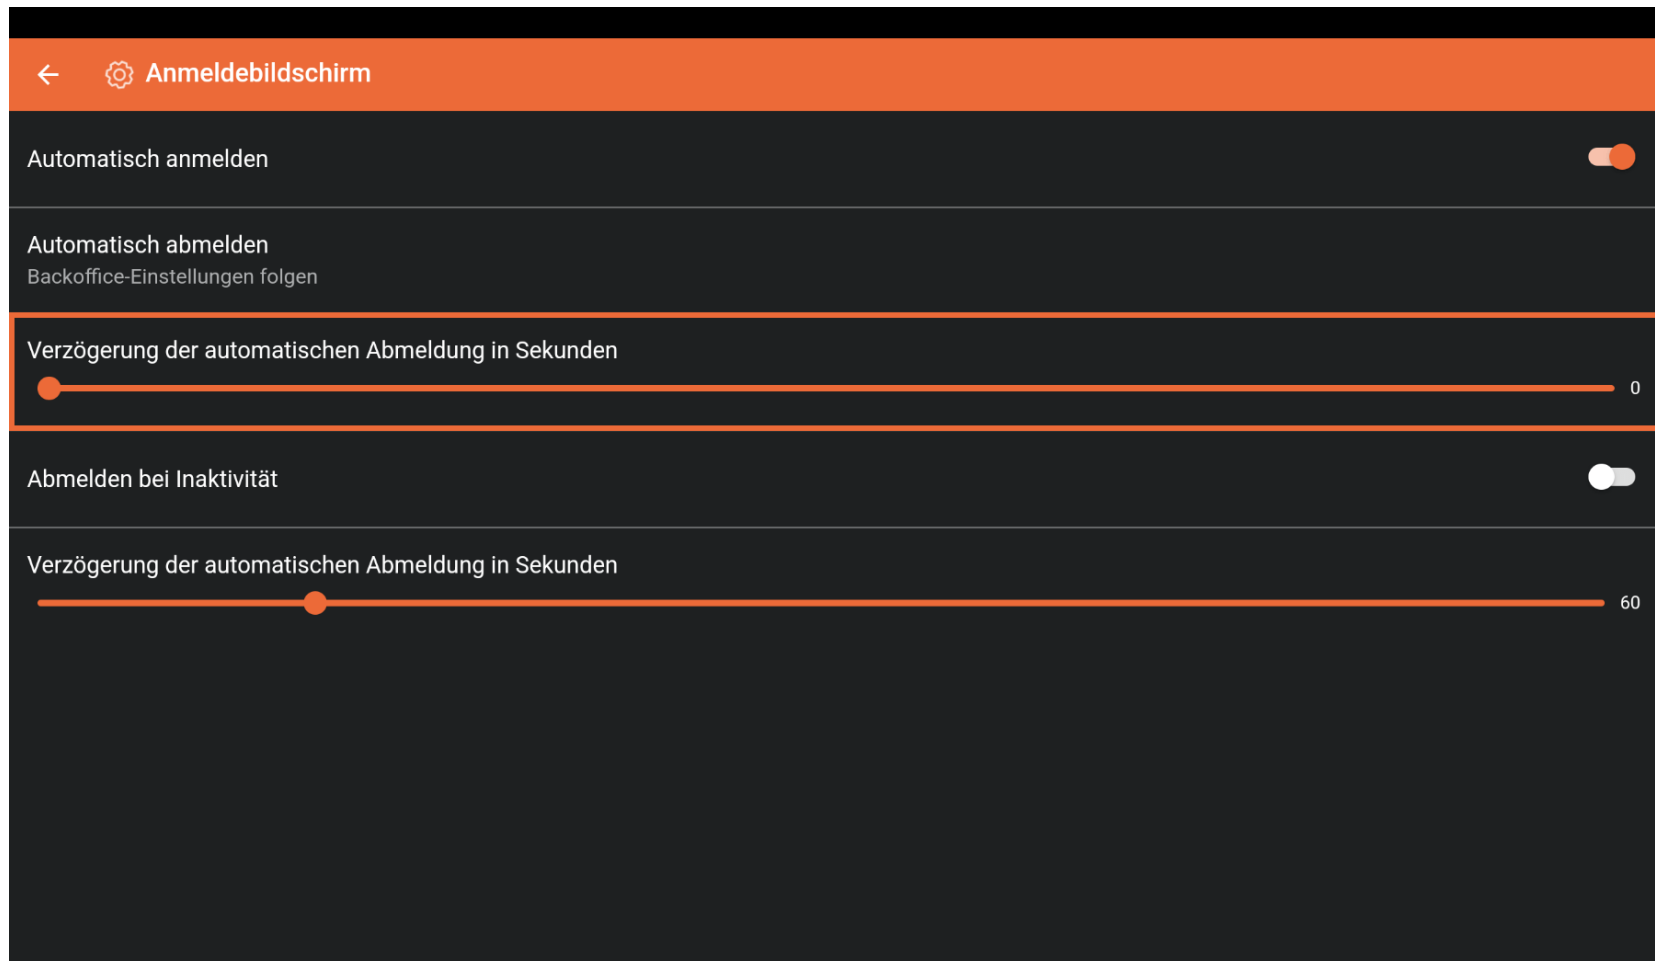 Anmeldebildschirm
Automatisch anmelden
Automatisch abmelden
Backoffice-Einstellungen folgen
Verzögerung der automatischen Abmeldung in Sekunden
0
Abmelden bei Inaktivität
Verzögerung der automatischen Abmeldung in Sekunden
60